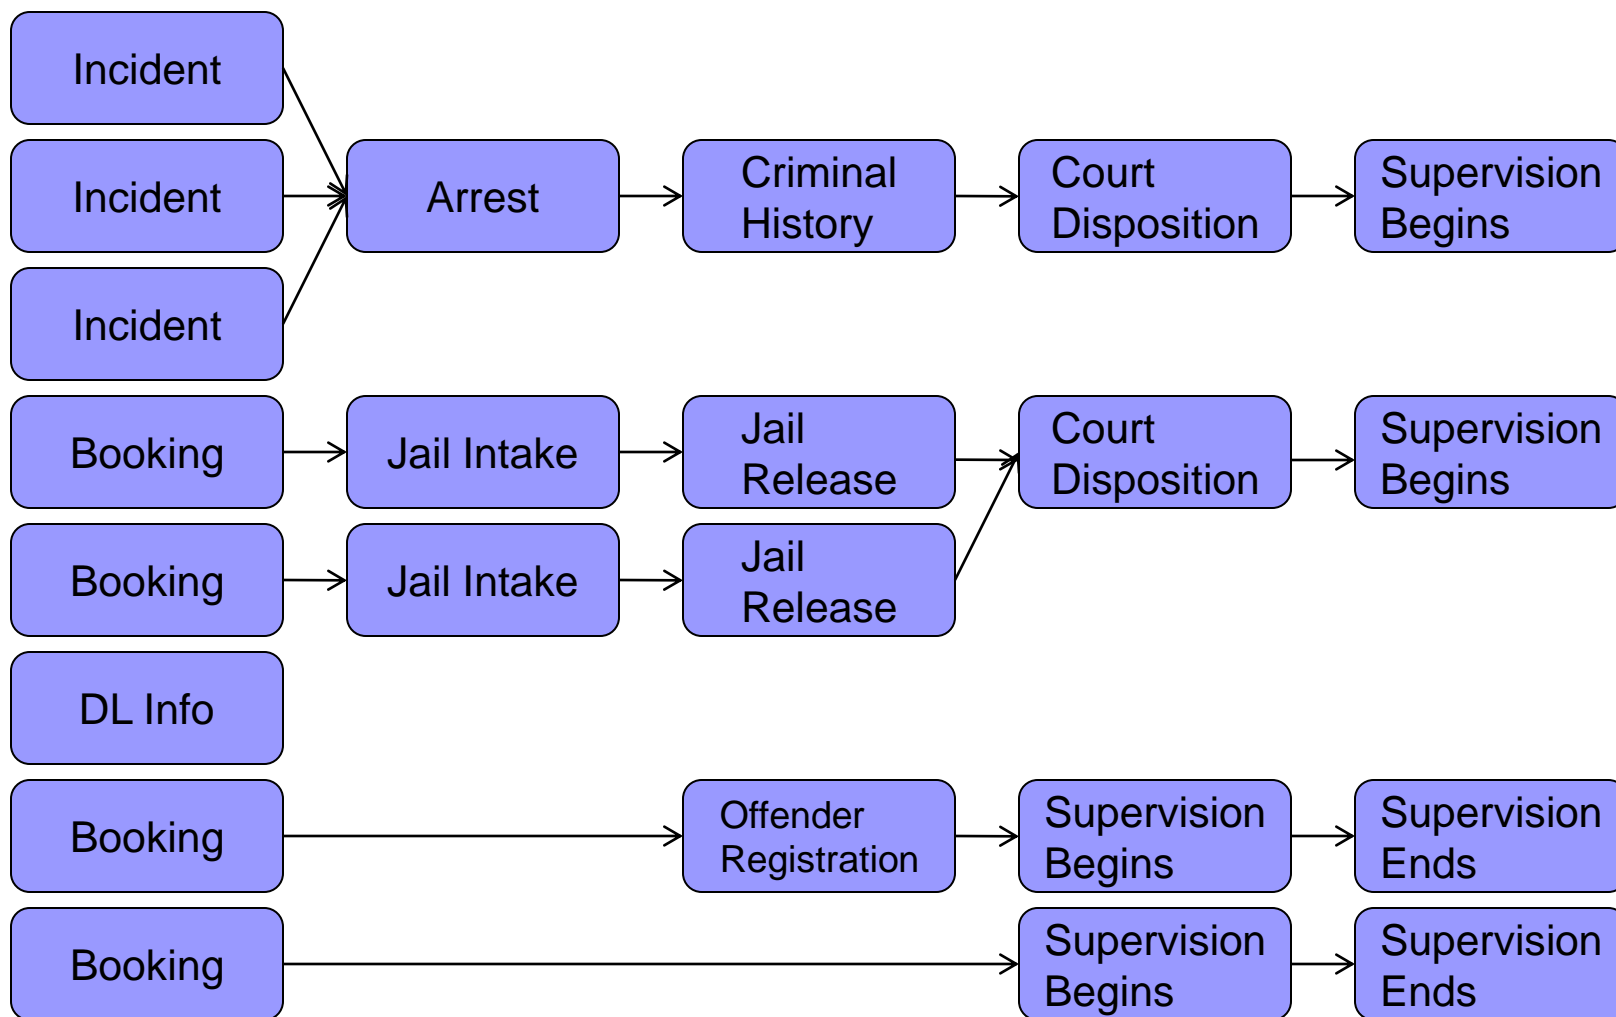 Incident
Incident
Arrest
Criminal
History
Court
Disposition
Supervision
Begins
Incident
Booking
Jail Intake
Jail
Release
Court
Disposition
Supervision
Begins
Booking
Jail Intake
Jail
Release
DL Info
Booking
Offender
Registration
Supervision
Begins
Supervision
Ends
Booking
Supervision
Begins
Supervision
Ends